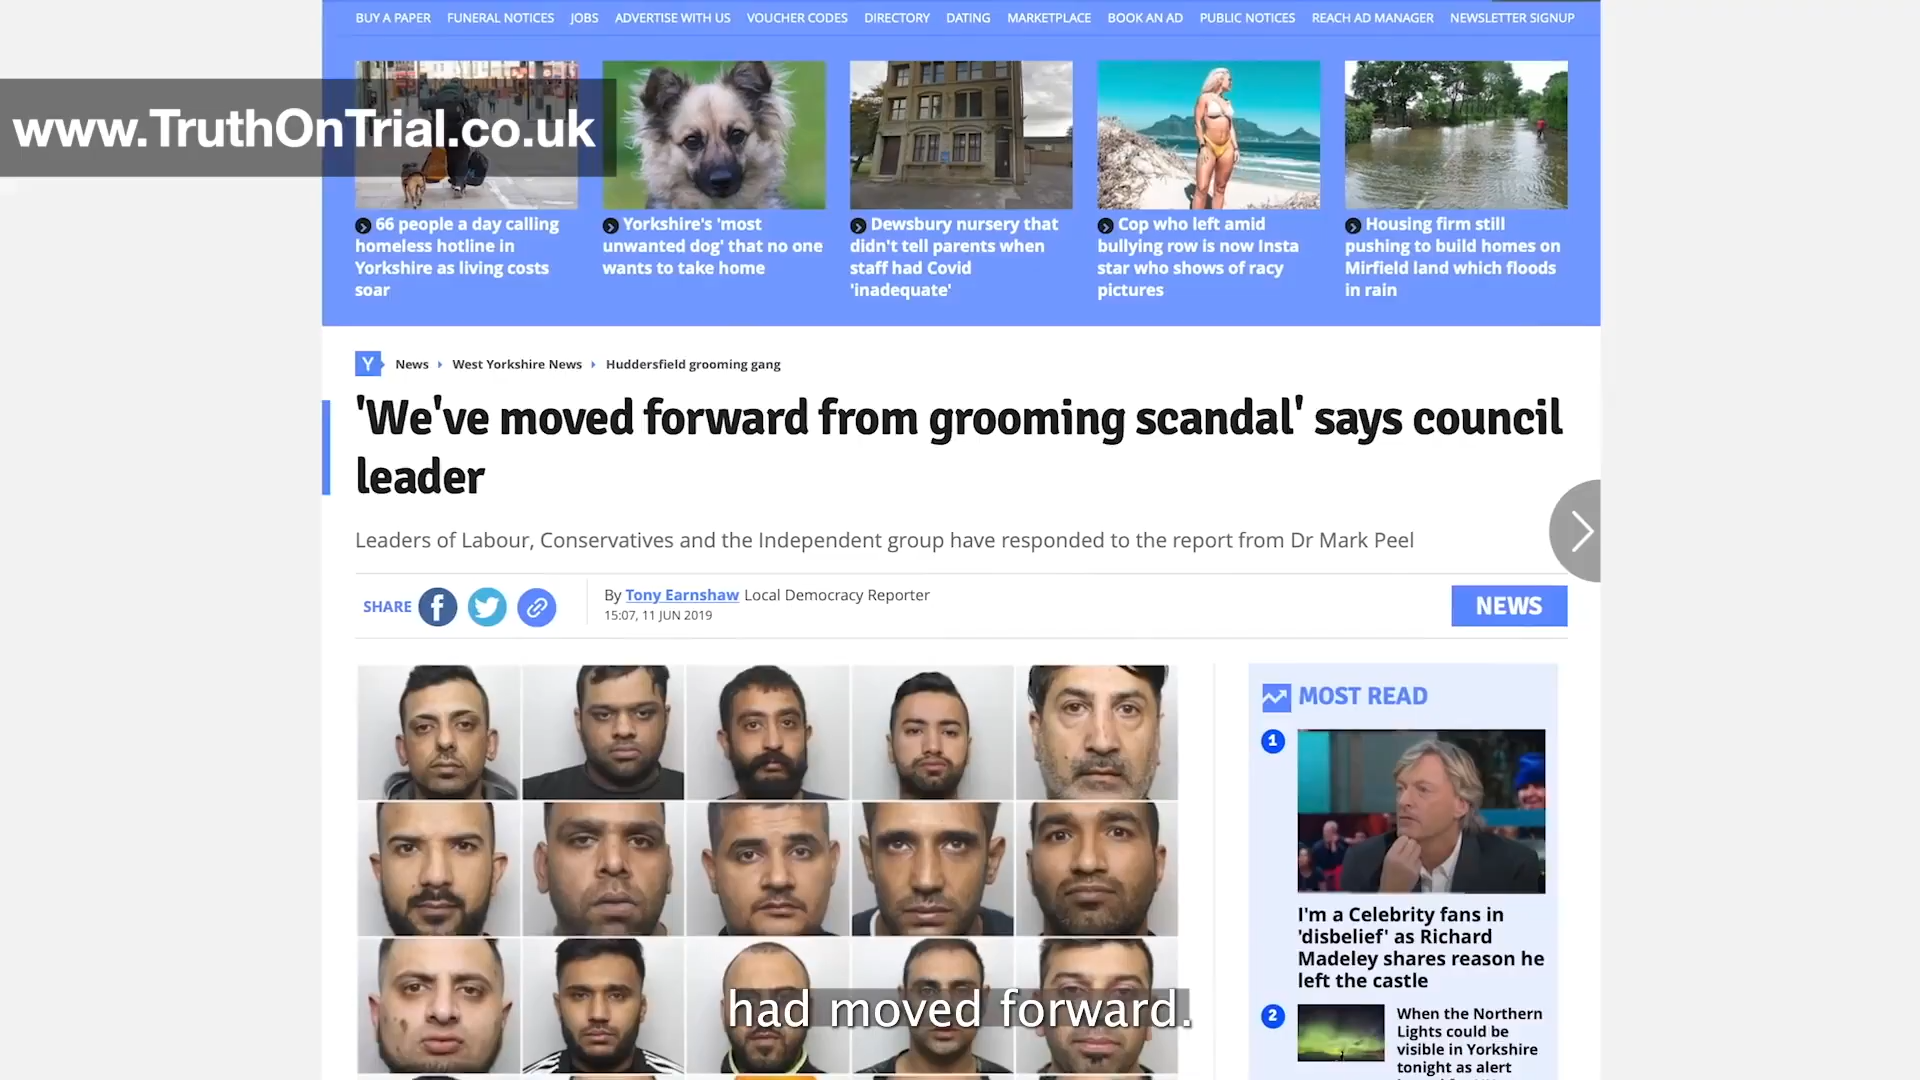 BUY A PAPER FUNERAL NOTICES JOBS ADVERTISE WITH US VOUCHER CODES DIRECTORY DATING MARKETPLACE BOOK AN AD PUBLIC NOTICES REACH AD MANAGER NEWSLETTER SIGNUP
www.TruthOnTrial.co.uk
66 people a day calling
homeless hotline in
Yorkshire as living costs
soar
Yorkshire's 'most
unwanted dog' that no one
wants to take home
Dewsbury nursery that
didn't tell parents when
staff had Covid
'inadequate'
Cop who left amid
bullying row is now Insta
star who shows of racy
pictures
Housing firm still
pushing to build homes on
Mirfield land which floods
in rain
Y News West Yorkshire News Huddersfield grooming gang
'We've moved forward from grooming scandal' says council
leader
Leaders of Labour, Conservatives and the Independent group have responded to the report from Dr Mark Peel
SHARE
By Tony Earnshaw Local Democracy Reporter
15:07, 11 JUN 2019
NEWS
MOST READ
1
I'm a Celebrity fans in
'disbelief' as Richard
Madeley shares reason he
left the castle
2
When the Northern
Lights could be
visible in Yorkshire
tonight as alert
had moved forward.